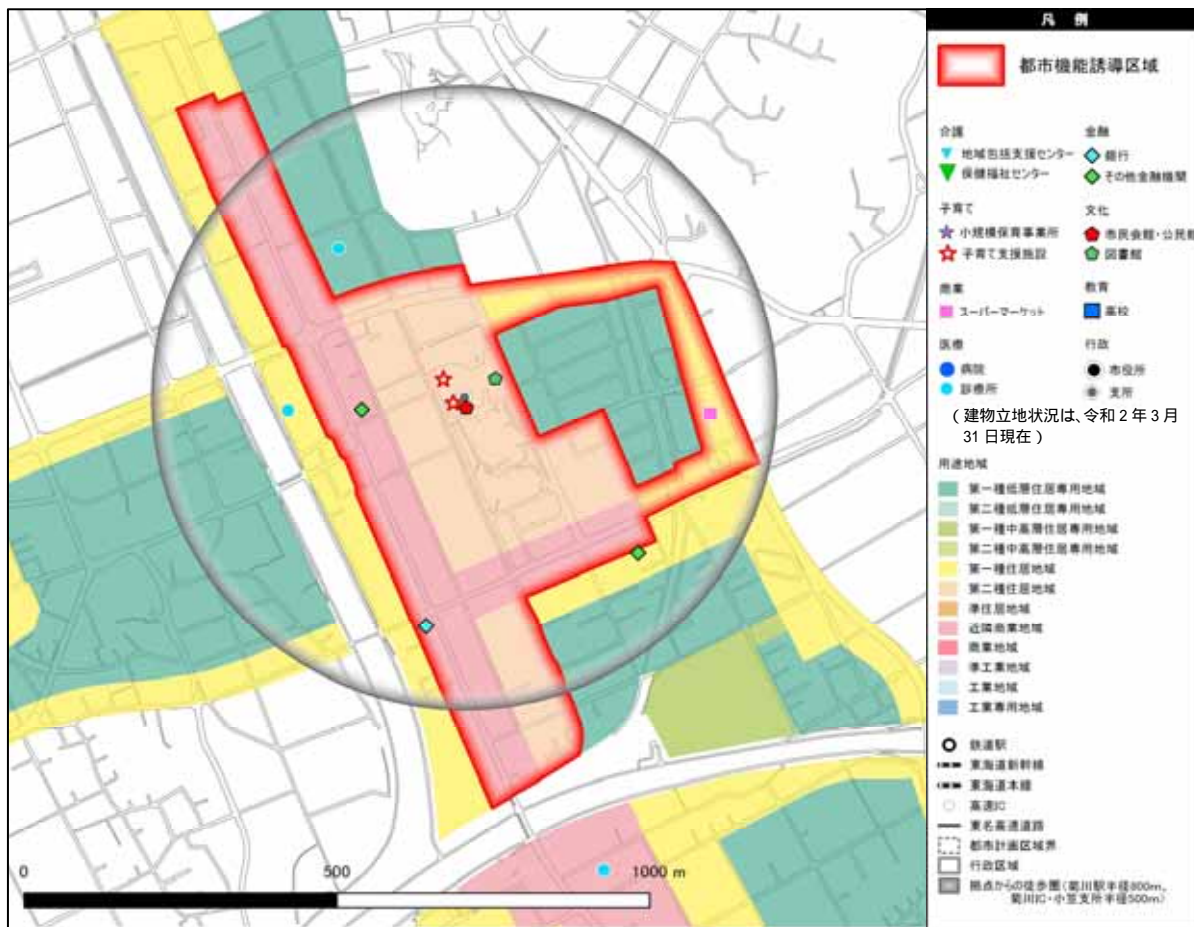 凡 例
都市機能誘導区域
介護
金融
地域包括支援センター
銀行
保健福祉センター
その他金融機関
子育て
文化
小規模保育事業所
市民会館・公民館
子育て支援施設
図書館
商業
教育
スーパーマーケット
高校
医療
行政
病院
市役所
診療所
支所
（建物立地状況は、令和2年3月
31日現在）
用途地域
第一種低層住居専用地域
第二種低層住居専用地域
第一種中高層住居専用地域
第二種中高層住居専用地域
第一種住居地域
第二種住居地域
準住居地域
近隣商業地域
商業地域
準工業地域
工業地域
工業専用地域
鉄道駅
東海道新幹線
東海道本線
高速IC
東名高速道路
都市計画区域界
行政区域
拠点からの徒歩圏(菊川駅半径800m、
菊川IC・小笠支所半径500m)
0 500 1000 m